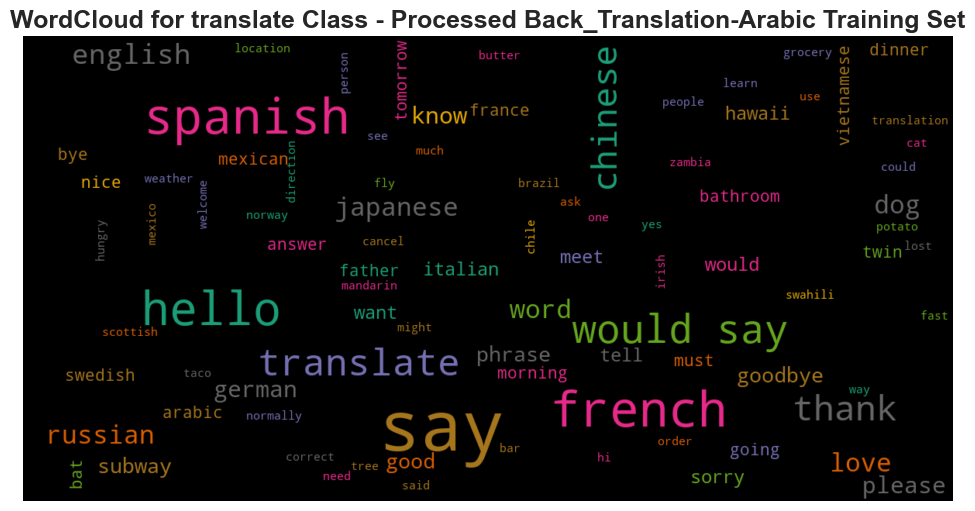 WordCloud for translate Class - Processed Back_Translation-Arabic Training Set
english
location
person
tomorrow
butter
chinese
grocery
dinner
vietnamese
learn
use
people
spanish
know
france
hawaii
translation
see
much
cat
bye
mexican
direction
zambia
could
nice
weather
welcome
fly
brazil
bathroom
ask
japanese
dog
mexico
norway
one
yes
potato
hungry
answer
cancel
chile
meet
would
twin
lost
father
italian
irish
mandarin
swahili
hello
want
word
would say
fast
scottish
might
translate
phrase
tell
must
morning
goodbye
swedish
taco
german
way
arabic
normally
french
thank
say
russian
order
bar
going
subway
correct
tree
good
hi
love
bat
need
said
sorry
please